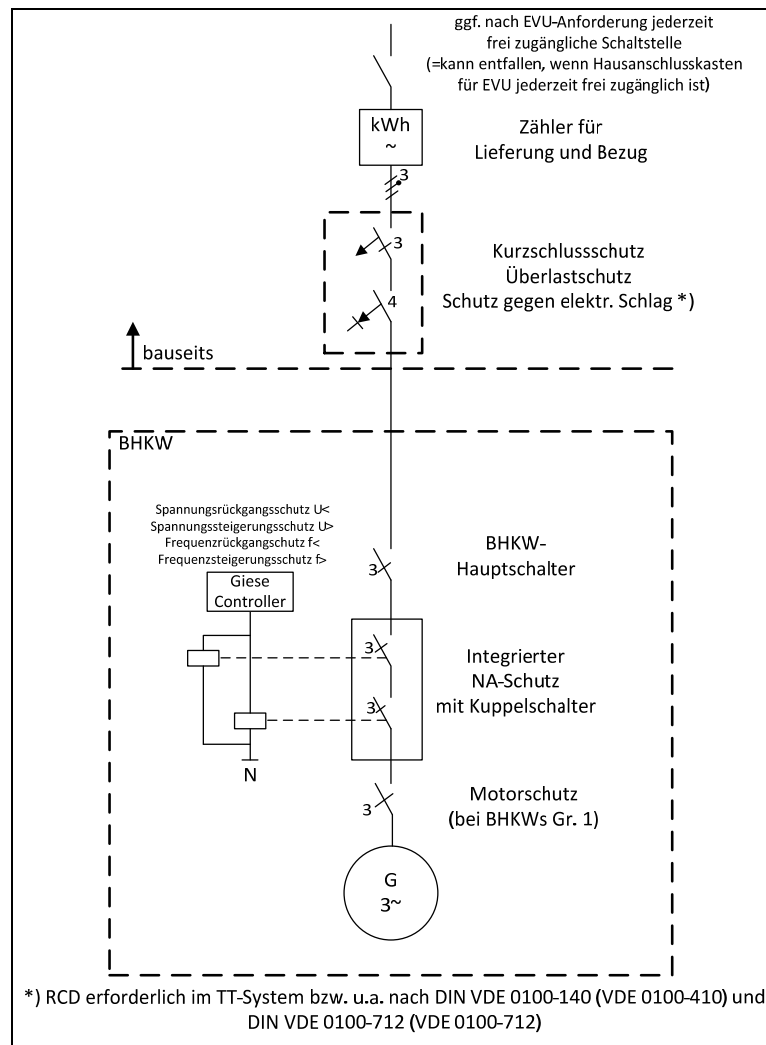 ggf. nach EVU-Anforderung jederzeit
frei zugängliche Schaltstelle
(=kann entfallen, wenn Hausanschlusskasten
für EVU jederzeit frei zugänglich ist)
kWh
~
Zähler für
Lieferung und Bezug
3
3
Kurzschlussschutz
Überlastschutz
Schutz gegen elektr. Schlag *)
4
bauseits
BHKW
Spannungsrückgangsschutz U<
Spannungssteigerungsschutz U>
Frequenzrückgangschutz f<
Frequenzsteigerungsschutz f>
Giese
Controller
3
BHKW-
Hauptschalter
3
3
Integrierter
NA-Schutz
mit Kuppelschalter
N
3
Motorschutz
(bei BHKWs Gr. 1)
G
3~
*) RCD erforderlich im TT-System bzw. u.a. nach DIN VDE 0100-140 (VDE 0100-410) und
DIN VDE 0100-712 (VDE 0100-712)